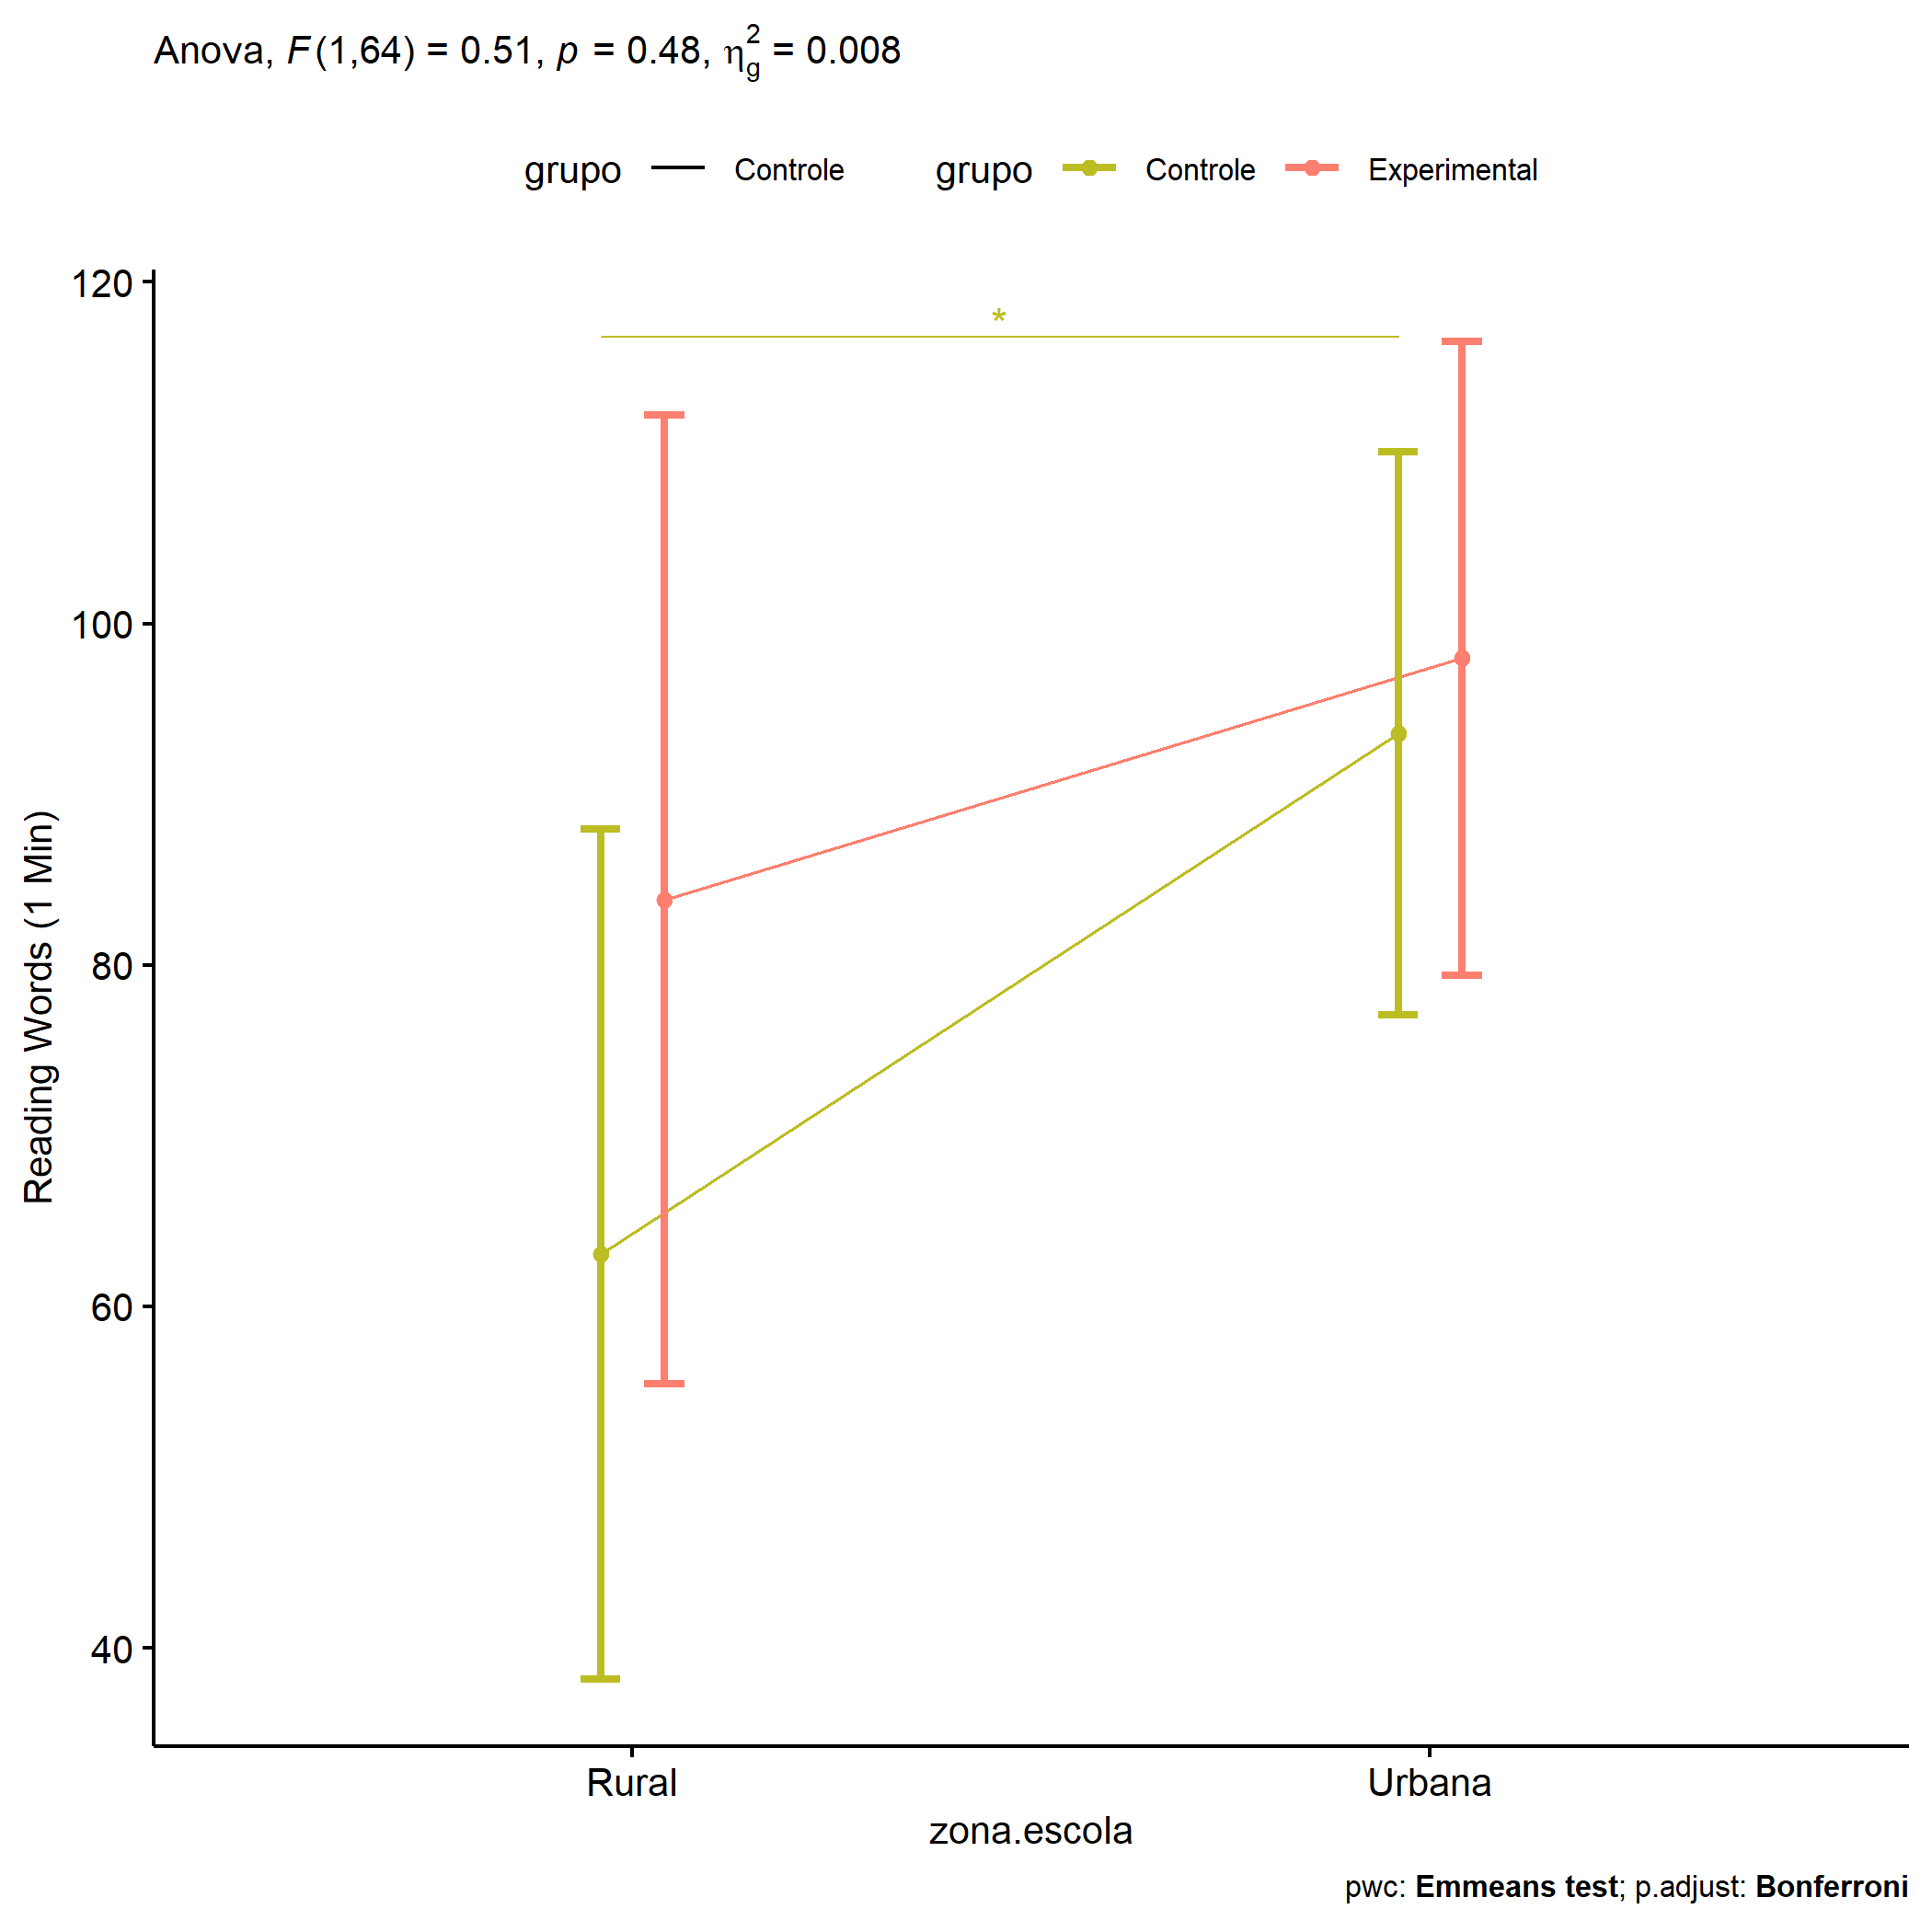 Anova, F(1,64) = 0.51, p = 0.48, η²g = 0.008
grupo Controle grupo Controle Experimental
120
*
100
80
60
40
Reading Words (1 Min)
Rural Urbana
zona.escola
pwc: Emmeans test; p.adjust: Bonferroni